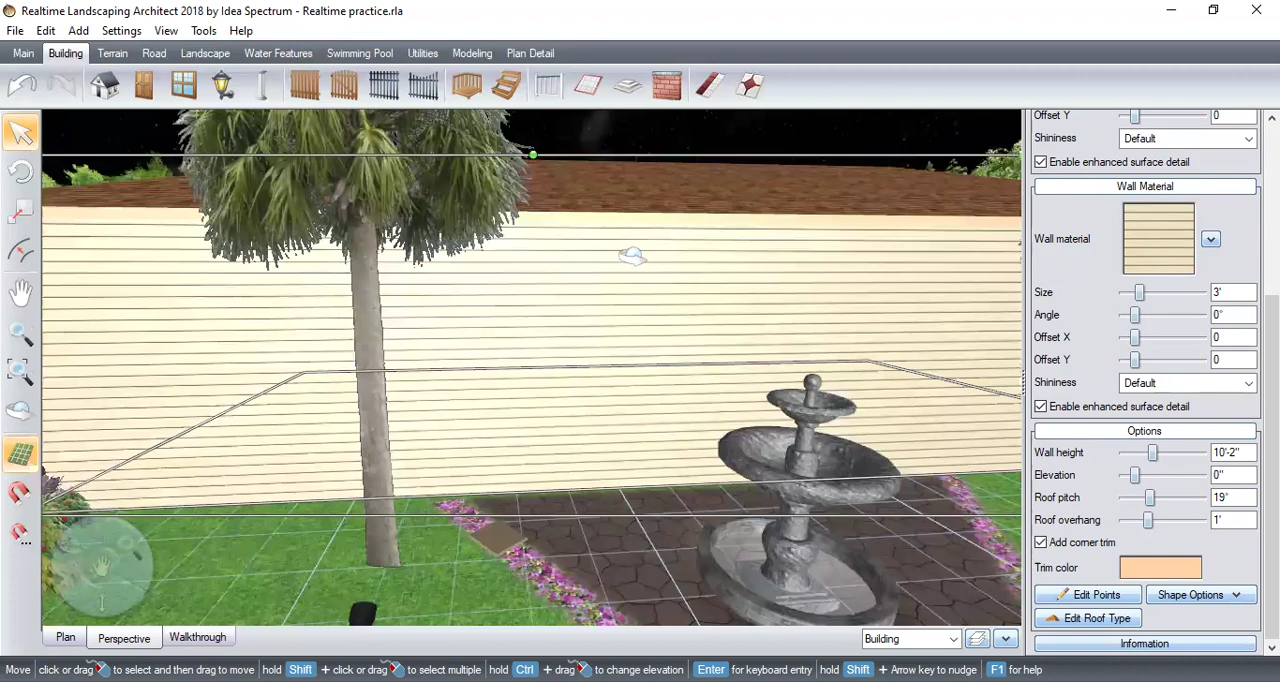 Realtime Landscaping Architect 2018 by Idea Spectrum - Realtime practice.rla
File Edit Add Settings View Tools Help
Main Building Terrain Road Landscape Water Features Swimming Pool Utilities Modeling Plan Detail
Offset Y 0
Shininess Default
Enable enhanced surface detail
Wall Material
Wall material
Size 3'
Angle 0°
Offset X 0
Offset Y 0
Shininess Default
Enable enhanced surface detail
Options
Wall height 10'-2"
Elevation 0"
Roof pitch 19°
Roof overhang 1'
Add corner trim
Trim color
Edit Points Shape Options
Edit Roof Type
Information
Plan Perspective Walkthrough Building
Move click or drag to select and then drag to move hold Shift + click or drag to select multiple hold Ctrl + drag to change elevation Enter for keyboard entry hold Shift + Arrow key to nudge F1 for help